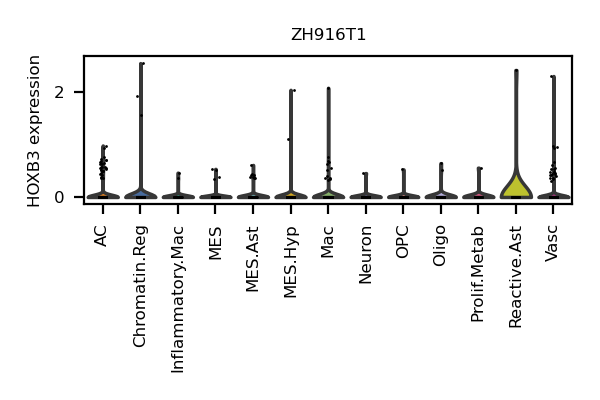 ZH916T1
HOXB3 expression
2
0
AC
Chromatin.Reg
Inflammatory.Mac
MES
MES.Ast
MES.Hyp
Mac
Neuron
OPC
Oligo
Prolif.Metab
Reactive.Ast
Vasc